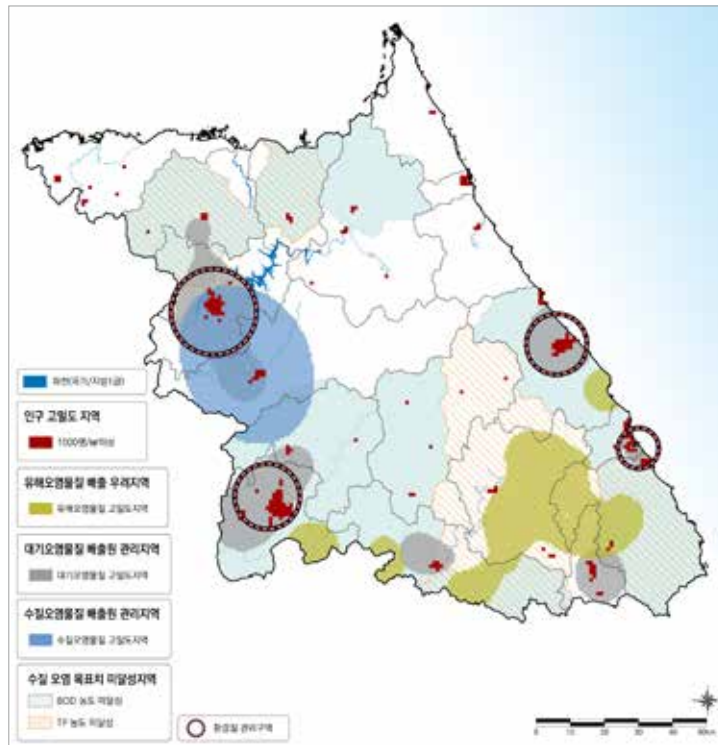 하천(국가/지방1급)
인구 고밀도 지역
1000명/㎢이상
유해오염물질 배출 우려지역
유해오염물질 고밀도지역
대기오염물질 배출원 관리지역
대기오염물질 고밀도지역
수질오염물질 배출원 관리지역
수질오염물질 고밀도지역
수질 오염 목표치 미달성지역
BOD 농도 미달성
TP 농도 미달성
환경질 관리구역
0 10 20 30 40 50km